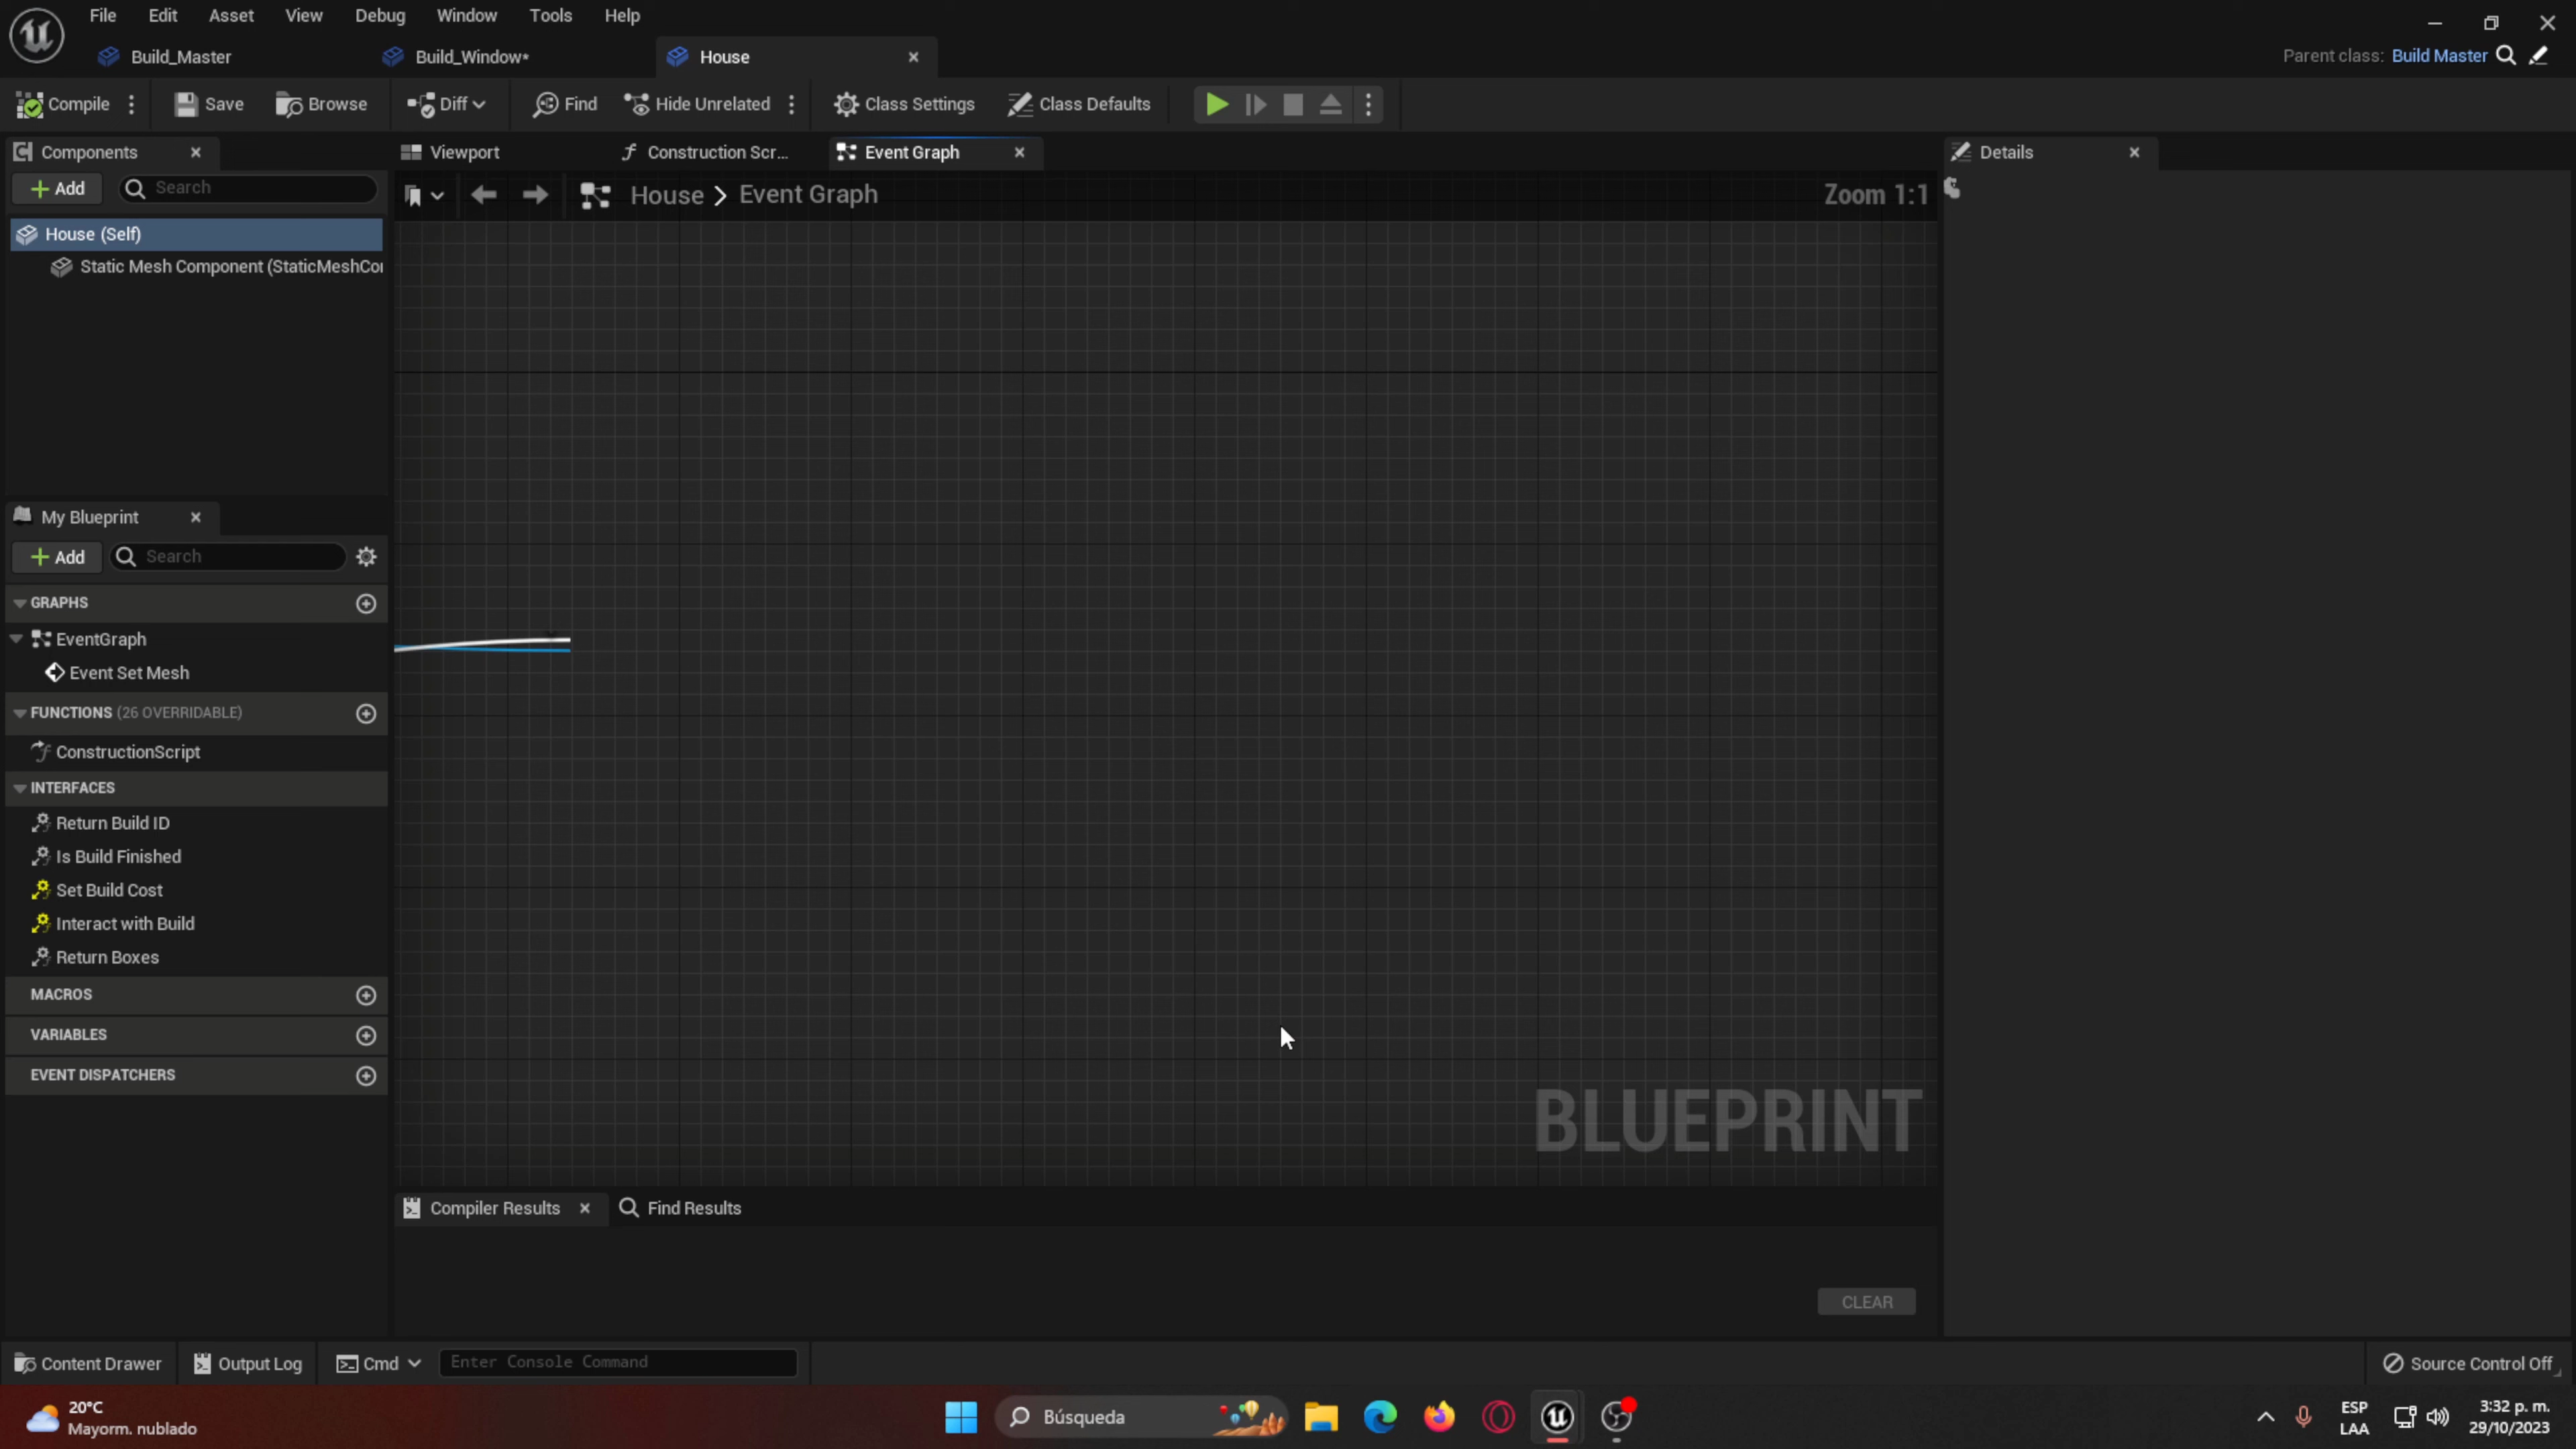 File Edit Asset View Debug Window Tools Help
Build_Master Build_Window* House
Parent class: Build Master
Compile Save Browse Diff Find Hide Unrelated Class Settings Class Defaults
Components
Viewport Construction Scr... Event Graph
Details
+ Add Search
House > Event Graph
Zoom 1:1
House (Self)
Static Mesh Component (StaticMeshCor
My Blueprint
+ Add Search
GRAPHS
EventGraph
Event Set Mesh
FUNCTIONS (26 OVERRIDABLE)
ConstructionScript
INTERFACES
Return Build ID
Is Build Finished
Set Build Cost
Interact with Build
Return Boxes
MACROS
VARIABLES
EVENT DISPATCHERS
BLUEPRINT
Compiler Results Find Results
CLEAR
Content Drawer Output Log Cmd Enter Console Command
Source Control Off
20°C
Mayorm. nublado
Búsqueda
ESP
LAA
3:32 p. m.
29/10/2023